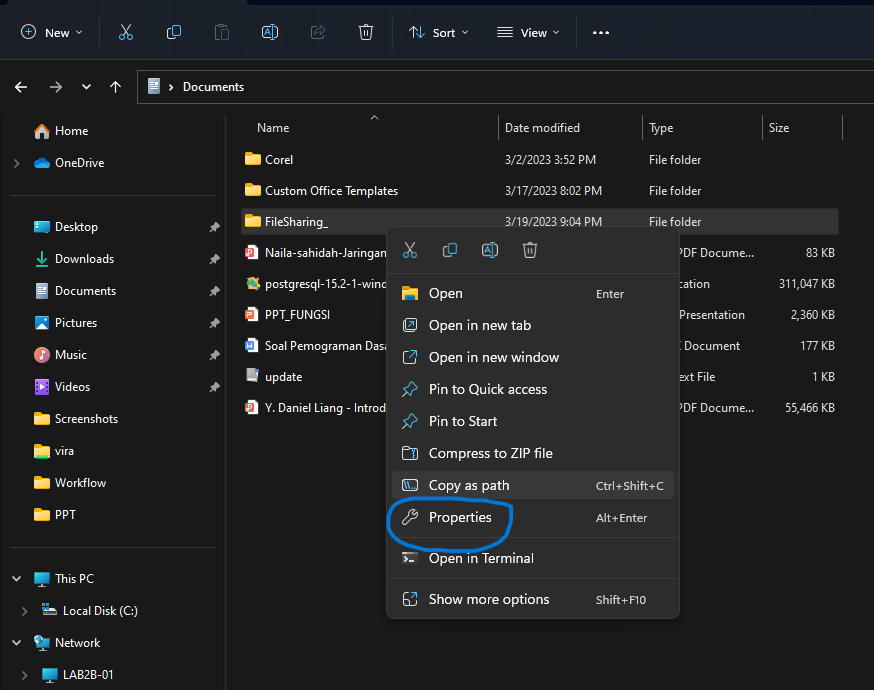 New
Sort
View
Documents
Name
Date modified
Type
Size
Home
OneDrive
Desktop
Downloads
Documents
Pictures
Music
Videos
Screenshots
vira
Workflow
PPT
This PC
Local Disk (C:)
Network
LAB2B-01
Corel 3/2/2023 3:52 PM File folder
Custom Office Templates 3/17/2023 8:02 PM File folder
FileSharing_ 3/19/2023 9:04 PM File folder
Naila-sahidah-Jaringan PDF Docume... 83 KB
postgresql-15.2-1-wind cation 311,047 KB
PPT_FUNGSI Presentation 2,360 KB
Soal Pemograman Dasa Document 177 KB
update ext File 1 KB
Y. Daniel Liang - Introd PDF Docume... 55,466 KB
Open Enter
Open in new tab
Open in new window
Pin to Quick access
Pin to Start
Compress to ZIP file
Copy as path Ctrl+Shift+C
Properties Alt+Enter
Open in Terminal
Show more options Shift+F10